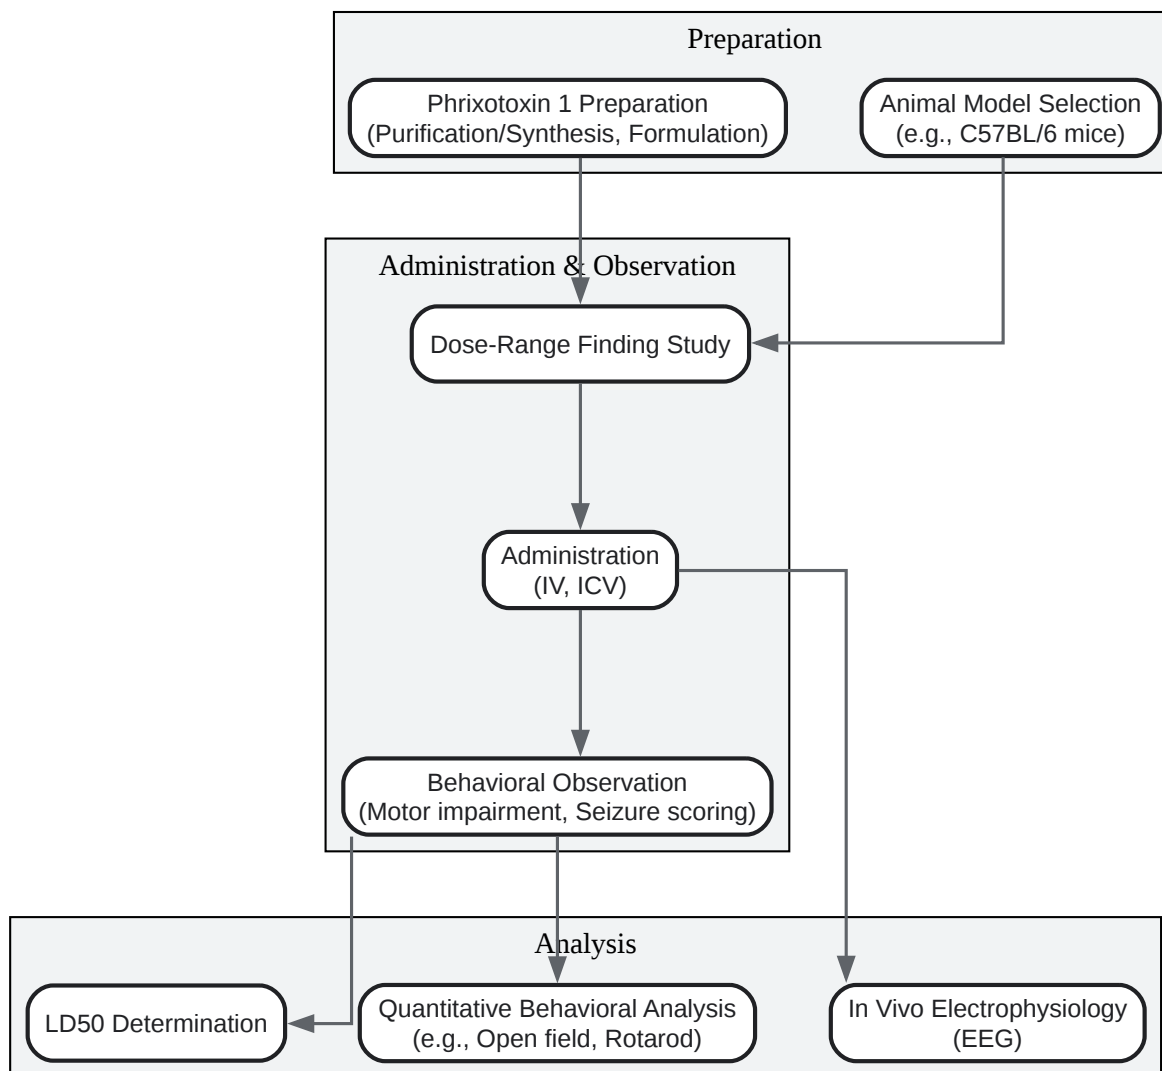 Preparation
Phrixotoxin 1 Preparation
(Purification/Synthesis, Formulation)
Animal Model Selection
(e.g., C57BL/6 mice)
Administration & Observation
Dose-Range Finding Study
Administration
(IV, ICV)
Behavioral Observation
(Motor impairment, Seizure scoring)
Analysis
LD50 Determination
Quantitative Behavioral Analysis
(e.g., Open field, Rotarod)
In Vivo Electrophysiology
(EEG)